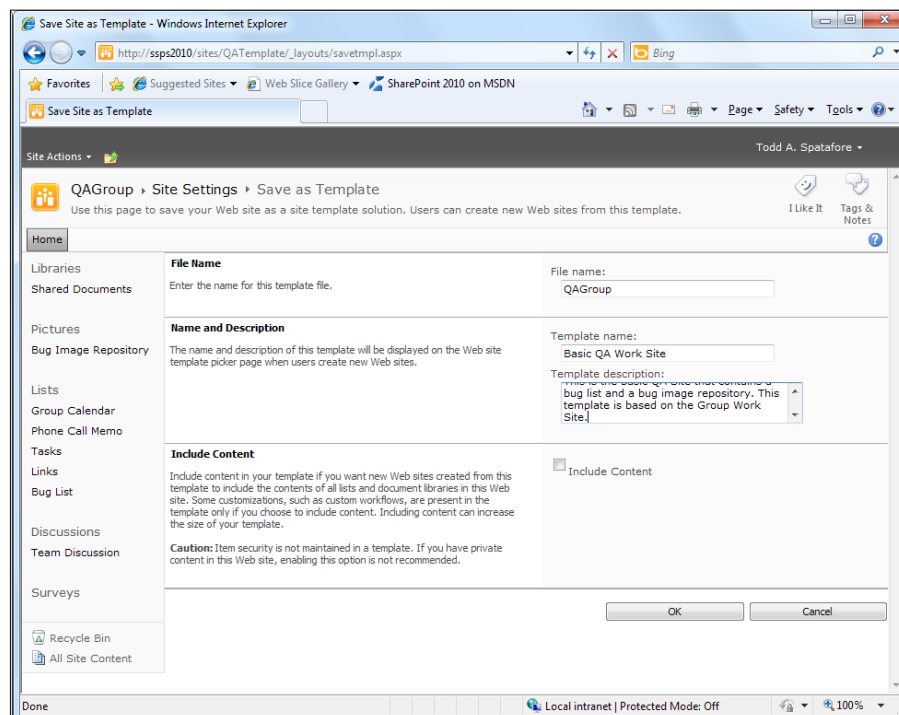 Save Site as Template - Windows Internet Explorer
http://ssps2010/sites/QATemplate/_layouts/savetmpl.aspx
Bing
Favorites
Suggested Sites
Web Slice Gallery
SharePoint 2010 on MSDN
Save Site as Template
Page
Safety
Tools
Site Actions
Todd A. Spatafore
QAGroup
Site Settings
Save as Template
Use this page to save your Web site as a site template solution. Users can create new Web sites from this template.
I Like It
Tags &
Notes
Home
Libraries
Shared Documents
Pictures
Bug Image Repository
Lists
Group Calendar
Phone Call Memo
Tasks
Links
Bug List
Discussions
Team Discussion
Surveys
Recycle Bin
All Site Content
File Name
Enter the name for this template file.
File name:
QAGroup
Name and Description
The name and description of this template will be displayed on the Web site
template picker page when users create new Web sites.
Template name:
Basic QA Work Site
Template description:
This is the Basic QA Site that contains a
bug list and a bug image repository. This
template is based on the Group Work
Site.
Include Content
Include content in your template if you want new Web sites created from this
template to include the contents of all lists and document libraries in this Web
site. Some customizations, such as custom workflows, are present in the
template only if you choose to include content. Including content can increase
the size of your template.
Caution: Item security is not maintained in a template. If you have private
content in this Web site, enabling this option is not recommended.
Include Content
OK
Cancel
Done
Local intranet | Protected Mode: Off
100%